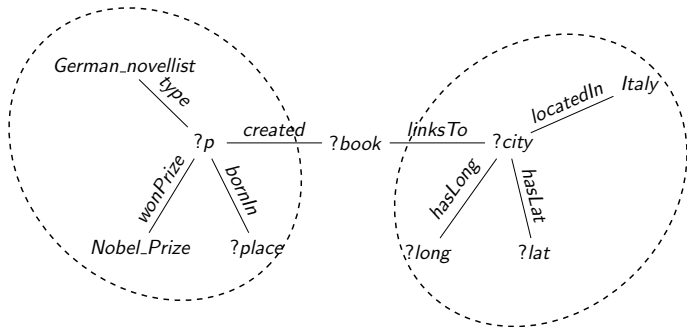 German_novellist
Italy
type
locatedIn
?p
created
?book
linksTo
?city
wonPrize
bornIn
hasLong
hasLat
Nobel_Prize
?place
?long
?lat